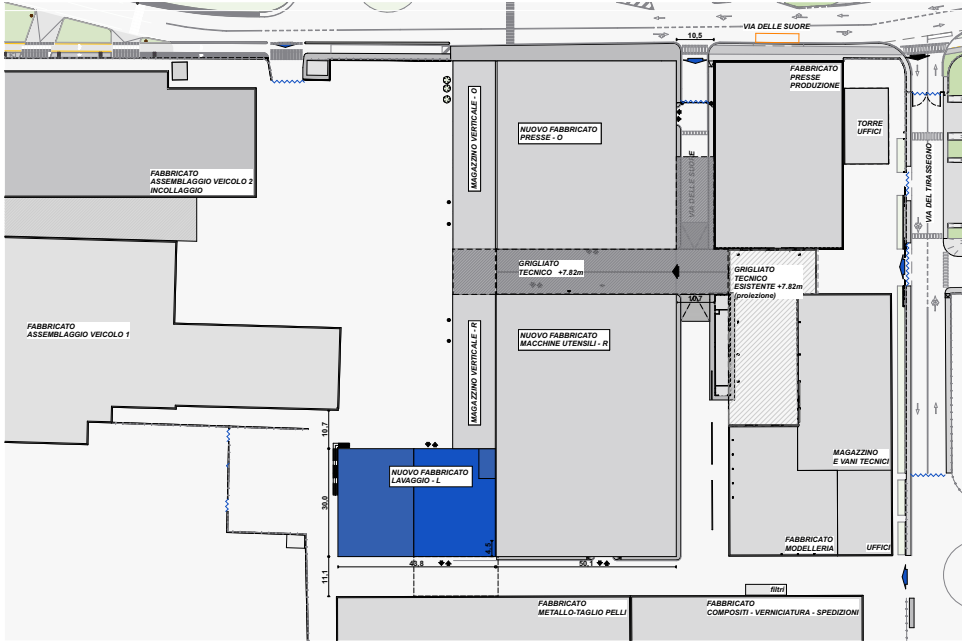 VIA DELLE SUORE
10,5
FABBRICATO
PRESSE
PRODUZIONE
TORRE
UFFICI
VIA DEL TIRASSEGNO
MAGAZZINO VERTICALE - O
NUOVO FABBRICATO
PRESSE - O
VIA DELLE SUORE
FABBRICATO
ASSEMBLAGGIO VEICOLO 2
INCOLLAGGIO
GRIGLIATO
TECNICO +7.82m
GRIGLIATO
TECNICO
ESISTENTE +7.82m
(proiezione)
10,7
FABBRICATO
ASSEMBLAGGIO VEICOLO 1
MAGAZZINO VERTICALE - R
NUOVO FABBRICATO
MACCHINE UTENSILI - R
10,7
MAGAZZINO
E VANI TECNICI
NUOVO FABBRICATO
LAVAGGIO - L
30,0
4,5
FABBRICATO
MODELLERIA
UFFICI
43,8
50,1
11,1
filtri
FABBRICATO
METALLO-TAGLIO PELLI
FABBRICATO
COMPOSITI - VERNICIATURA - SPEDIZIONI